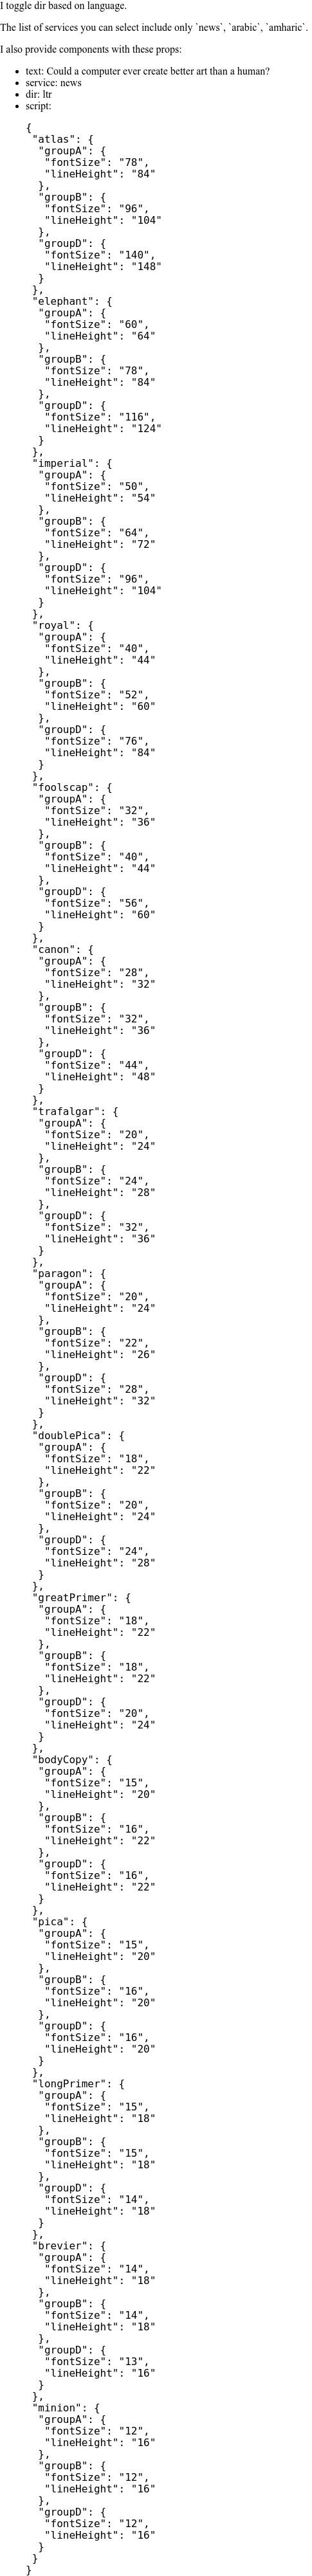 I toggle dir based on language.
The list of services you can select include only `news`, `arabic`, `amharic`.
I also provide components with these props:
• text: Could a computer ever create better art than a human?
• service: news
• dir: ltr
• script:
{
"atlas": {
"groupA": {
"fontSize": "78",
"lineHeight": "84"
},
"groupB": {
"fontSize": "96",
"lineHeight": "104"
},
"groupD": {
"fontSize": "140",
"lineHeight": "148"
}
},
"elephant": {
"groupA": {
"fontSize": "60",
"lineHeight": "64"
},
"groupB": {
"fontSize": "78",
"lineHeight": "84"
},
"groupD": {
"fontSize": "116",
"lineHeight": "124"
}
},
"imperial": {
"groupA": {
"fontSize": "50",
"lineHeight": "54"
},
"groupB": {
"fontSize": "64",
"lineHeight": "72"
},
"groupD": {
"fontSize": "96",
"lineHeight": "104"
}
},
"royal": {
"groupA": {
"fontSize": "40",
"lineHeight": "44"
},
"groupB": {
"fontSize": "52",
"lineHeight": "60"
},
"groupD": {
"fontSize": "76",
"lineHeight": "84"
}
},
"foolscap": {
"groupA": {
"fontSize": "32",
"lineHeight": "36"
},
"groupB": {
"fontSize": "40",
"lineHeight": "44"
},
"groupD": {
"fontSize": "56",
"lineHeight": "60"
}
},
"canon": {
"groupA": {
"fontSize": "28",
"lineHeight": "32"
},
"groupB": {
"fontSize": "32",
"lineHeight": "36"
},
"groupD": {
"fontSize": "44",
"lineHeight": "48"
}
},
"trafalgar": {
"groupA": {
"fontSize": "20",
"lineHeight": "24"
},
"groupB": {
"fontSize": "24",
"lineHeight": "28"
},
"groupD": {
"fontSize": "32",
"lineHeight": "36"
}
},
"paragon": {
"groupA": {
"fontSize": "20",
"lineHeight": "24"
},
"groupB": {
"fontSize": "22",
"lineHeight": "26"
},
"groupD": {
"fontSize": "28",
"lineHeight": "32"
}
},
"doublePica": {
"groupA": {
"fontSize": "18",
"lineHeight": "22"
},
"groupB": {
"fontSize": "20",
"lineHeight": "24"
},
"groupD": {
"fontSize": "24",
"lineHeight": "28"
}
},
"greatPrimer": {
"groupA": {
"fontSize": "18",
"lineHeight": "22"
},
"groupB": {
"fontSize": "18",
"lineHeight": "22"
},
"groupD": {
"fontSize": "20",
"lineHeight": "24"
}
},
"bodyCopy": {
"groupA": {
"fontSize": "15",
"lineHeight": "20"
},
"groupB": {
"fontSize": "16",
"lineHeight": "22"
},
"groupD": {
"fontSize": "16",
"lineHeight": "22"
}
},
"pica": {
"groupA": {
"fontSize": "15",
"lineHeight": "20"
},
"groupB": {
"fontSize": "16",
"lineHeight": "20"
},
"groupD": {
"fontSize": "16",
"lineHeight": "20"
}
},
"longPrimer": {
"groupA": {
"fontSize": "15",
"lineHeight": "18"
},
"groupB": {
"fontSize": "15",
"lineHeight": "18"
},
"groupD": {
"fontSize": "14",
"lineHeight": "18"
}
},
"brevier": {
"groupA": {
"fontSize": "14",
"lineHeight": "18"
},
"groupB": {
"fontSize": "14",
"lineHeight": "18"
},
"groupD": {
"fontSize": "13",
"lineHeight": "16"
}
},
"minion": {
"groupA": {
"fontSize": "12",
"lineHeight": "16"
},
"groupB": {
"fontSize": "12",
"lineHeight": "16"
},
"groupD": {
"fontSize": "12",
"lineHeight": "16"
}
}
}